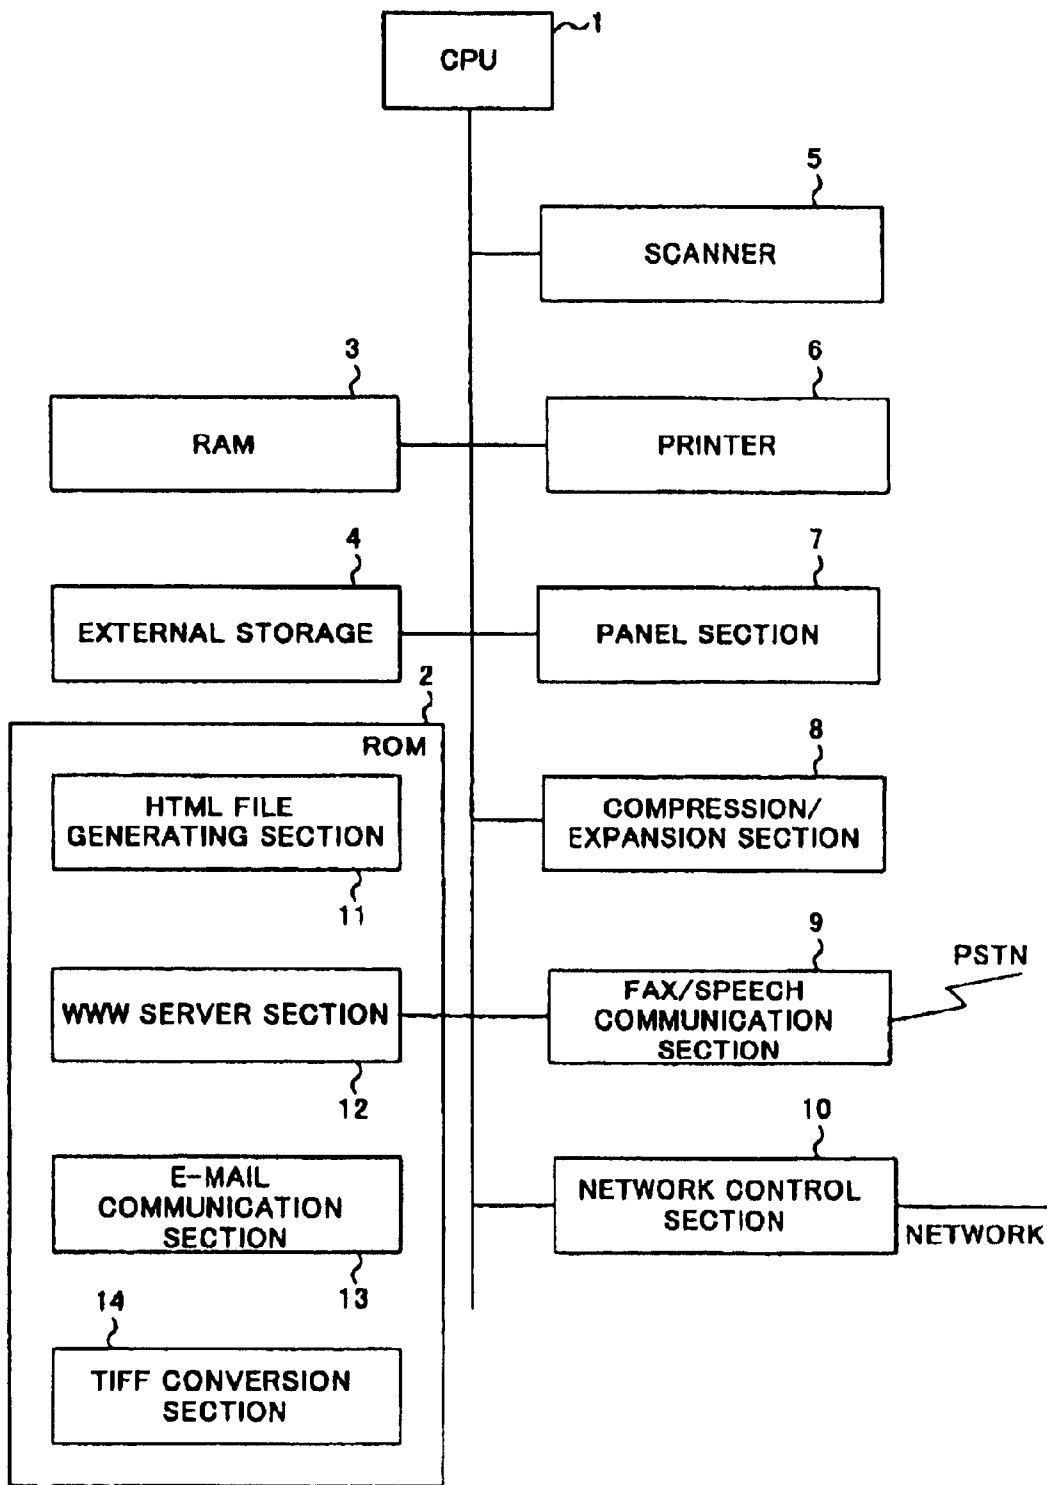 1
CPU
5
SCANNER
3
RAM
6
PRINTER
4
EXTERNAL STORAGE
7
PANEL SECTION
2
ROM
HTML FILE
GENERATING SECTION
11
8
COMPRESSION/
EXPANSION SECTION
WWW SERVER SECTION
12
9
FAX/SPEECH
COMMUNICATION
SECTION
PSTN
E-MAIL
COMMUNICATION
SECTION
13
10
NETWORK CONTROL
SECTION
NETWORK
14
TIFF CONVERSION
SECTION